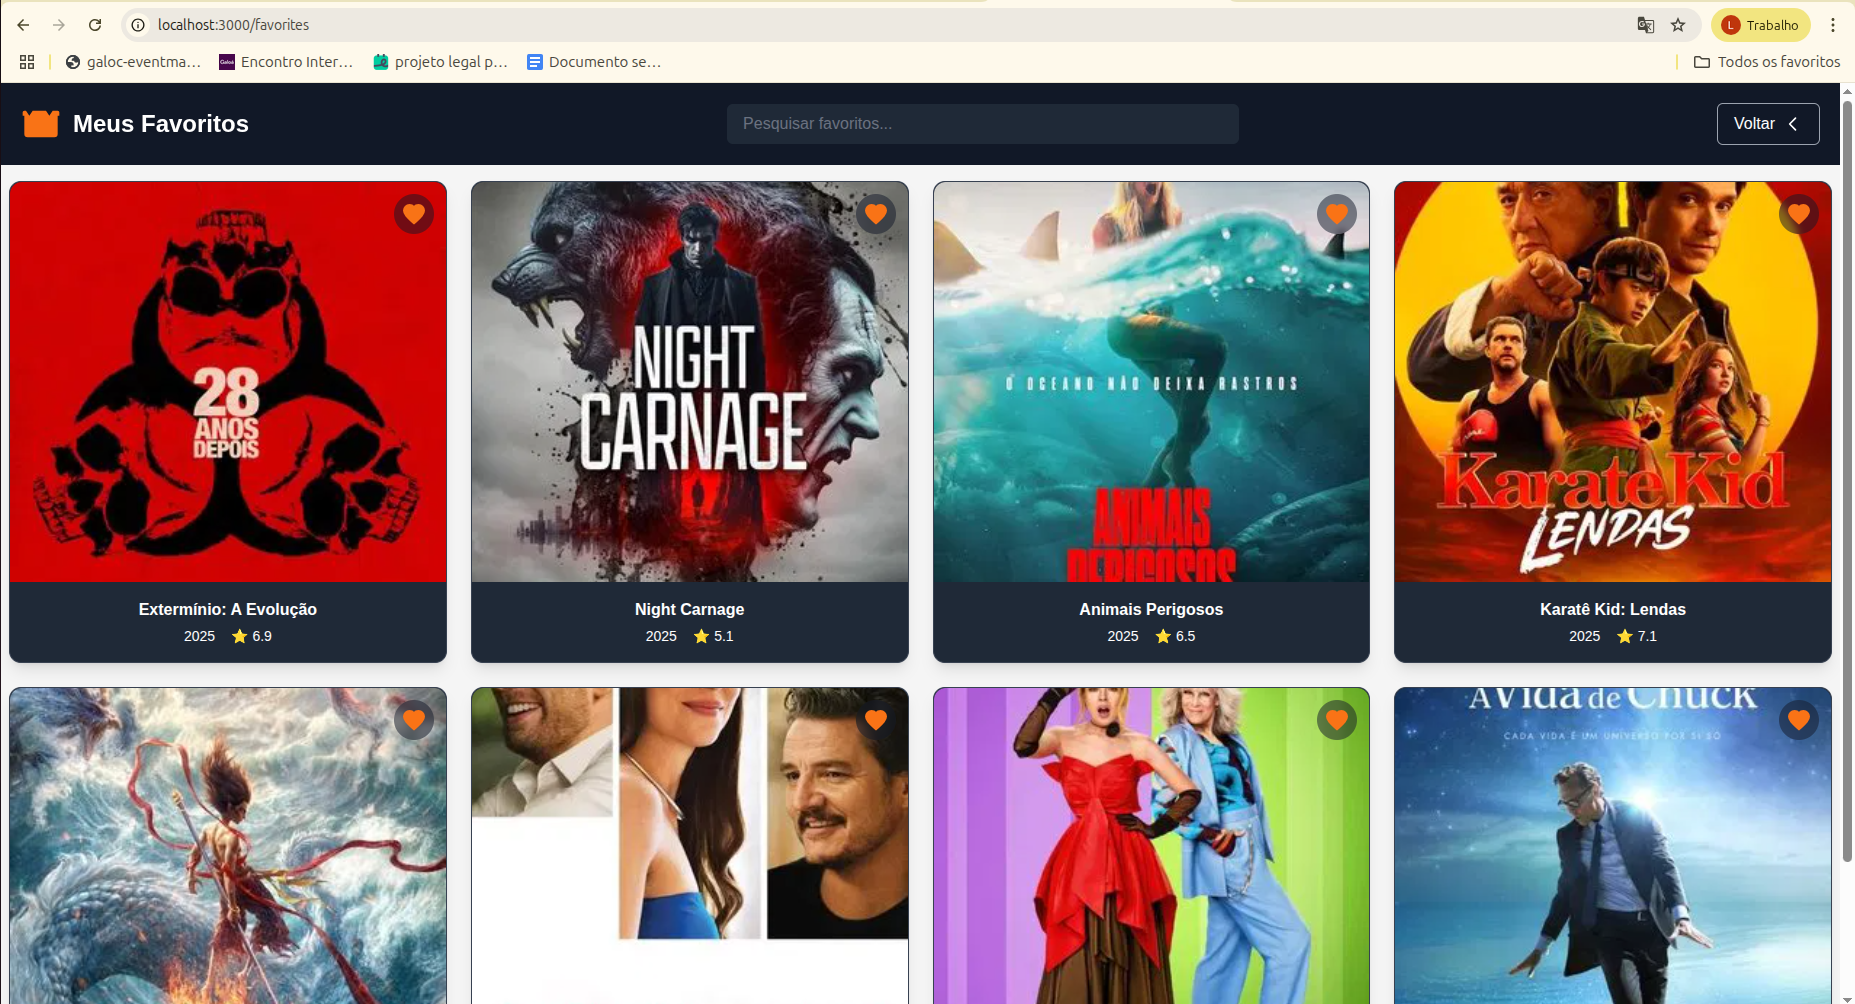 localhost:3000/favorites
L Trabalho
galoc-eventma...
Galoá Encontro Inter...
projeto legal p...
Documento se...
Todos os favoritos
Meus Favoritos
Pesquisar favoritos...
Voltar
28
ANOS
DEPOIS
NIGHT
CARNAGE
O OCEANO NÃO DEIXA RASTROS
ANIMAIS
PERIGOSOS
Karate Kid
LENDAS
Extermínio: A Evolução
2025 6.9
Night Carnage
2025 5.1
Animais Perigosos
2025 6.5
Karatê Kid: Lendas
2025 7.1
A Vida de Chuck
CADA VIDA É UM UNIVERSO POR SI SÓ